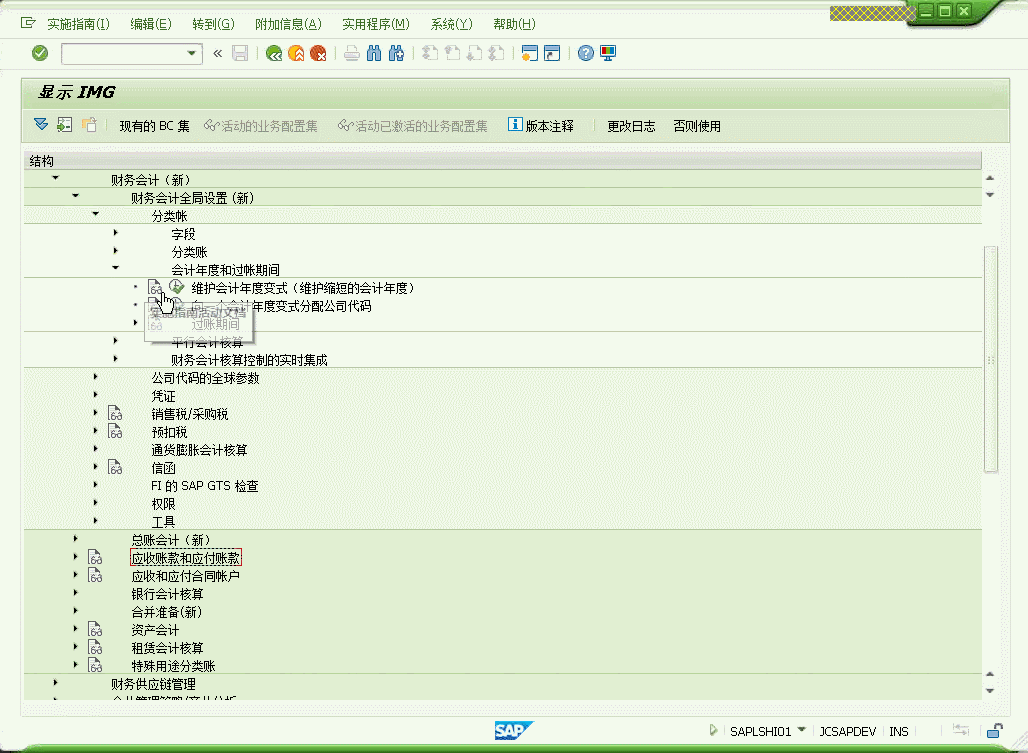 实施指南(I) 编辑(E) 转到(G) 附加信息(A) 实用程序(M) 系统(Y) 帮助(H)
显示 IMG
现有的 BC 集 活动的业务配置集 活动已激活的业务配置集 版本注释 更改日志 否则使用
结构
财务会计（新）
财务会计全局设置 (新)
分类帐
字段
分类账
会计年度和过帐期间
维护会计年度变式（维护缩短的会计年度）
会计年度变式分配公司代码
实施指南活动文档
过账期间
平行会计核算
财务会计核算控制的实时集成
公司代码的全球参数
凭证
销售税/采购税
预扣税
通货膨胀会计核算
信函
FI 的 SAP GTS 检查
权限
工具
总账会计（新）
应收账款和应付账款
应收和应付合同帐户
银行会计核算
合并准备(新)
资产会计
租赁会计核算
特殊用途分类账
财务供应链管理
SAP SAPLSHI01 JCSAPDEV INS